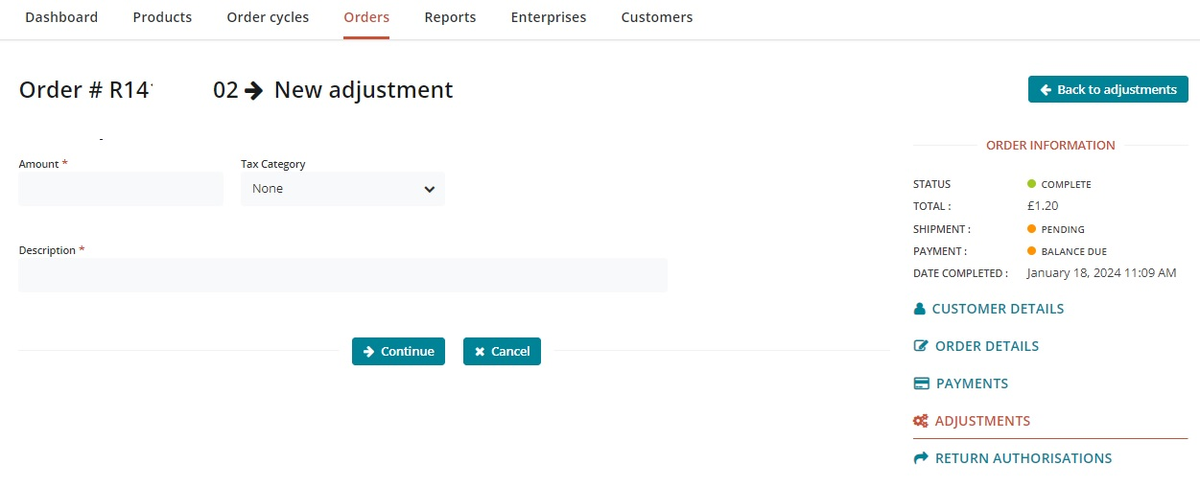 Dashboard Products Order cycles Orders Reports Enterprises Customers
Order # R14 02 New adjustment
Back to adjustments
Amount *
Tax Category
None
Description *
Continue
Cancel
ORDER INFORMATION
STATUS COMPLETE
TOTAL : £1.20
SHIPMENT : PENDING
PAYMENT : BALANCE DUE
DATE COMPLETED : January 18, 2024 11:09 AM
CUSTOMER DETAILS
ORDER DETAILS
PAYMENTS
ADJUSTMENTS
RETURN AUTHORISATIONS